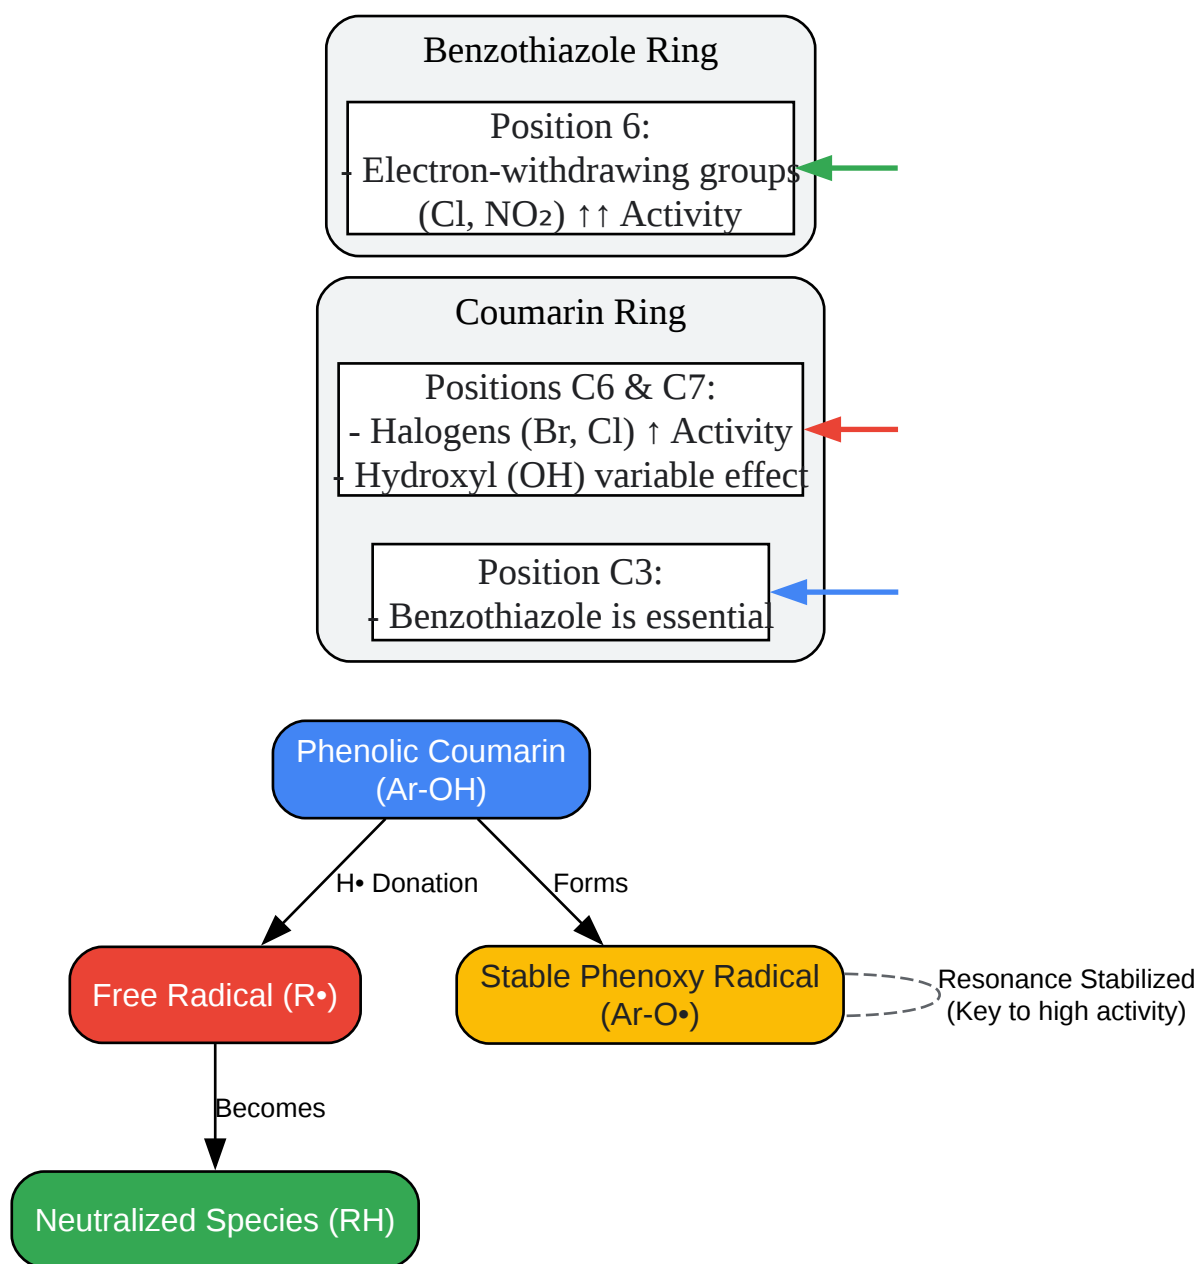 Benzothiazole Ring
Position 6:
- Electron-withdrawing groups
(Cl, NO₂) ↑↑ Activity
Coumarin Ring
Positions C6 & C7:
- Halogens (Br, Cl) ↑ Activity
- Hydroxyl (OH) variable effect
Position C3:
- Benzothiazole is essential
Phenolic Coumarin
(Ar-OH)
H• Donation
Forms
Free Radical (R•)
Stable Phenoxy Radical
(Ar-O•)
Resonance Stabilized
(Key to high activity)
Becomes
Neutralized Species (RH)